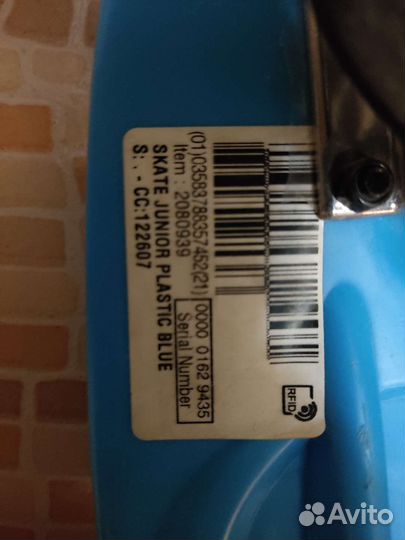 (01)03583788357452(21) 0000 0162 9435
Serial Number
Item : 2080939
SKATE JUNIOR PLASTIC BLUE
S: , - CC:122607
RFID
Avito